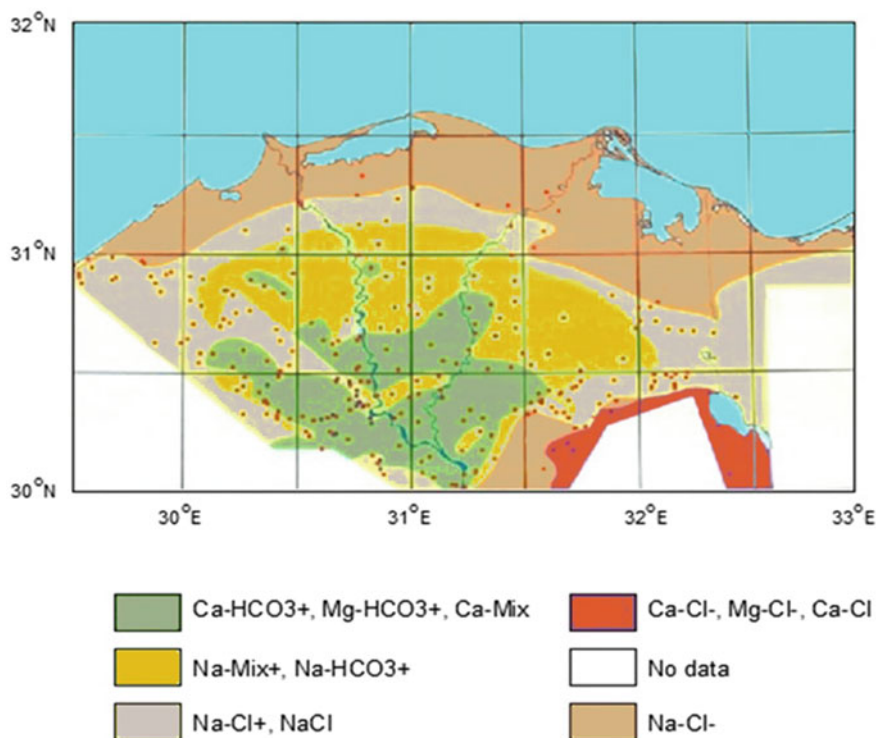 32°N
31°N
30°N
30°E 31°E 32°E 33°E
Ca-HCO3+, Mg-HCO3+, Ca-Mix
Ca-Cl-, Mg-Cl-, Ca-Cl
Na-Mix+, Na-HCO3+
No data
Na-Cl+, NaCl
Na-Cl-